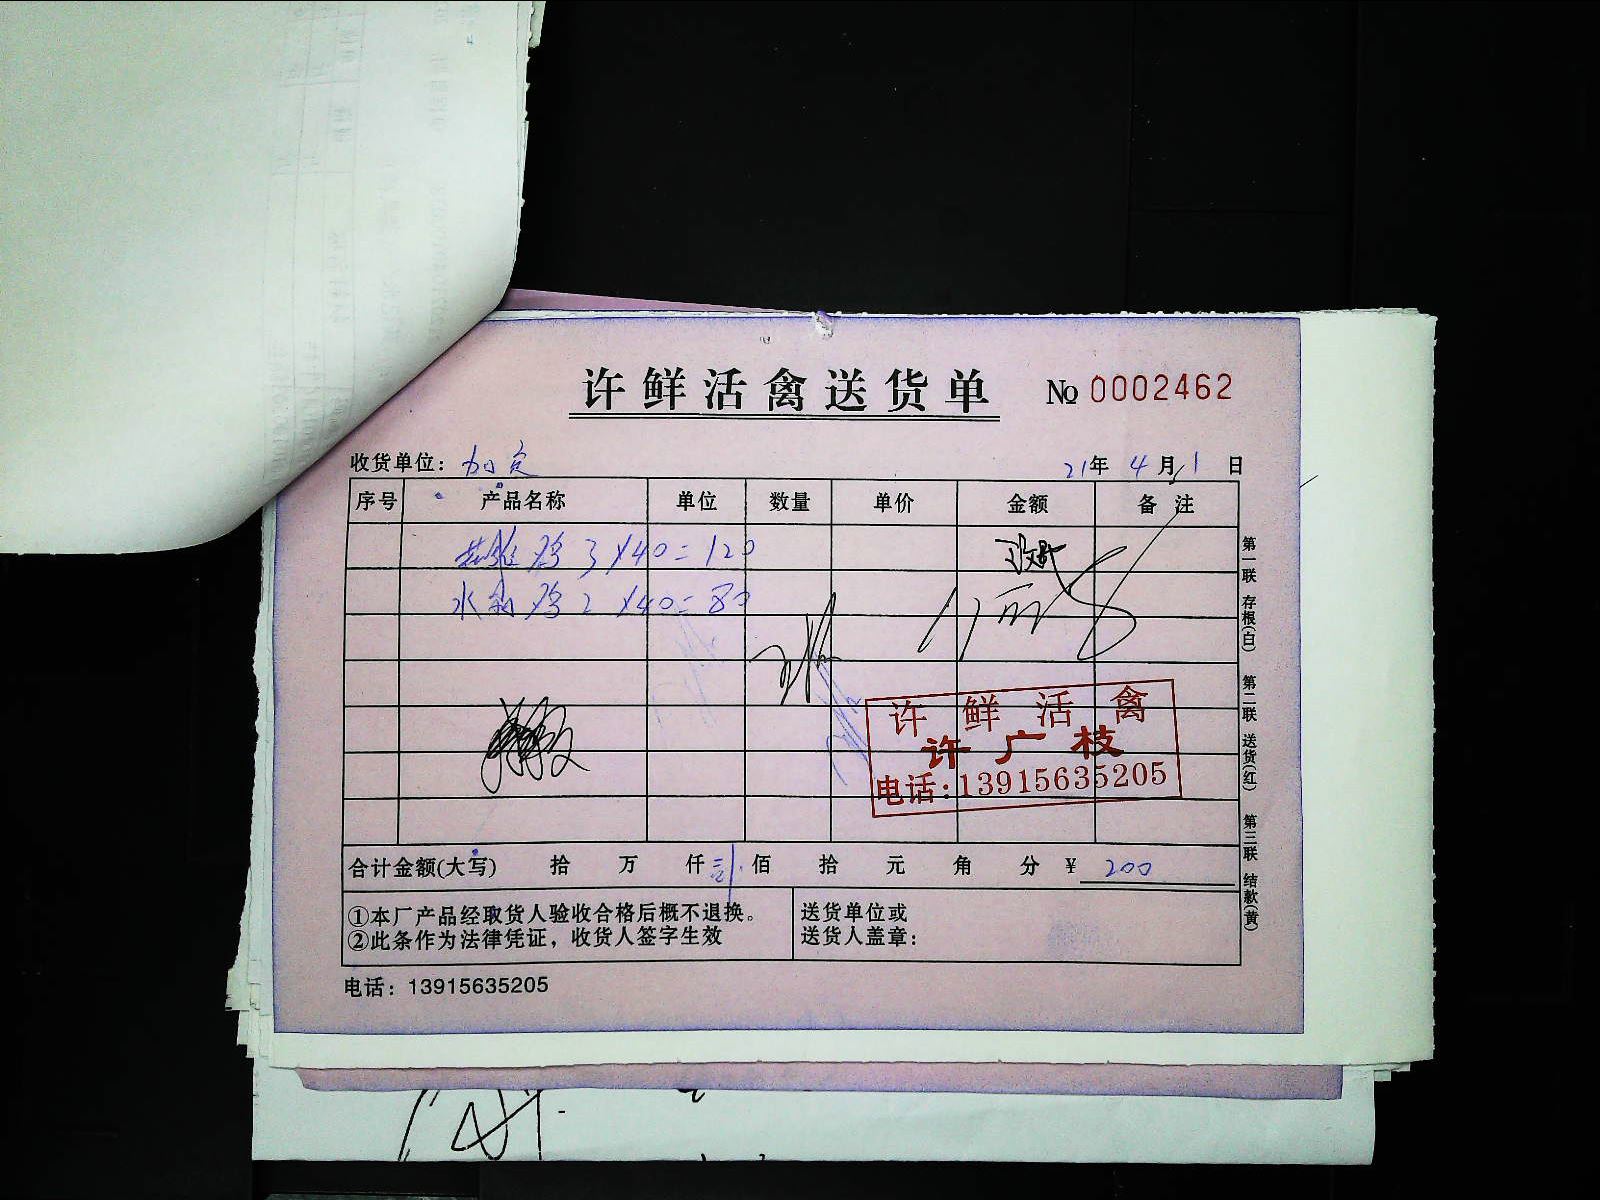 许鲜活禽送货单 № 0002462
收货单位： 21年 4月 1日
序号 产品名称 单位 数量 单价 金额 备注
鸡 3×40=120
水 鸡 2×40=80
许鲜活禽
许广枝
电话:13915635205
合计金额(大写) 拾 万 仟 贰佰 拾 元 角 分 ¥ 200
①本厂产品经取货人验收合格后概不退换。
②此条作为法律凭证，收货人签字生效
送货单位或
送货人盖章：
电话：13915635205
第一联 存根(白)
第二联 送货(红)
第三联 结款(黄)